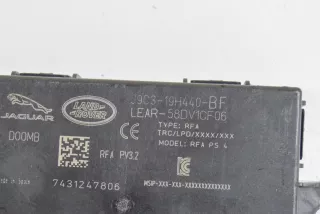 J9C3-19H440-BF
LEAR-58DV1CF06
JAGUAR
LAND ROVER
TYPE: RFA
TRC/LPD/XXXX/XXX
D00MB
RFA PV3.2
MODEL: RFA PS 4
7431247806
MSIP-XXX-XXX-XXXXXXXXXXXXXX